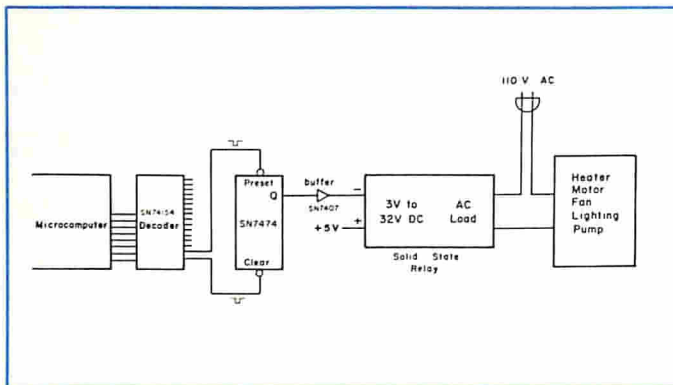 110 V AC
Preset
Q
SN7474
Clear
buffer
SN7407
Microcomputer
SN74154
Decoder
+5V
−
+
3V to
32V DC
AC
Load
Solid State
Relay
Heater
Motor
Fan
Lighting
Pump